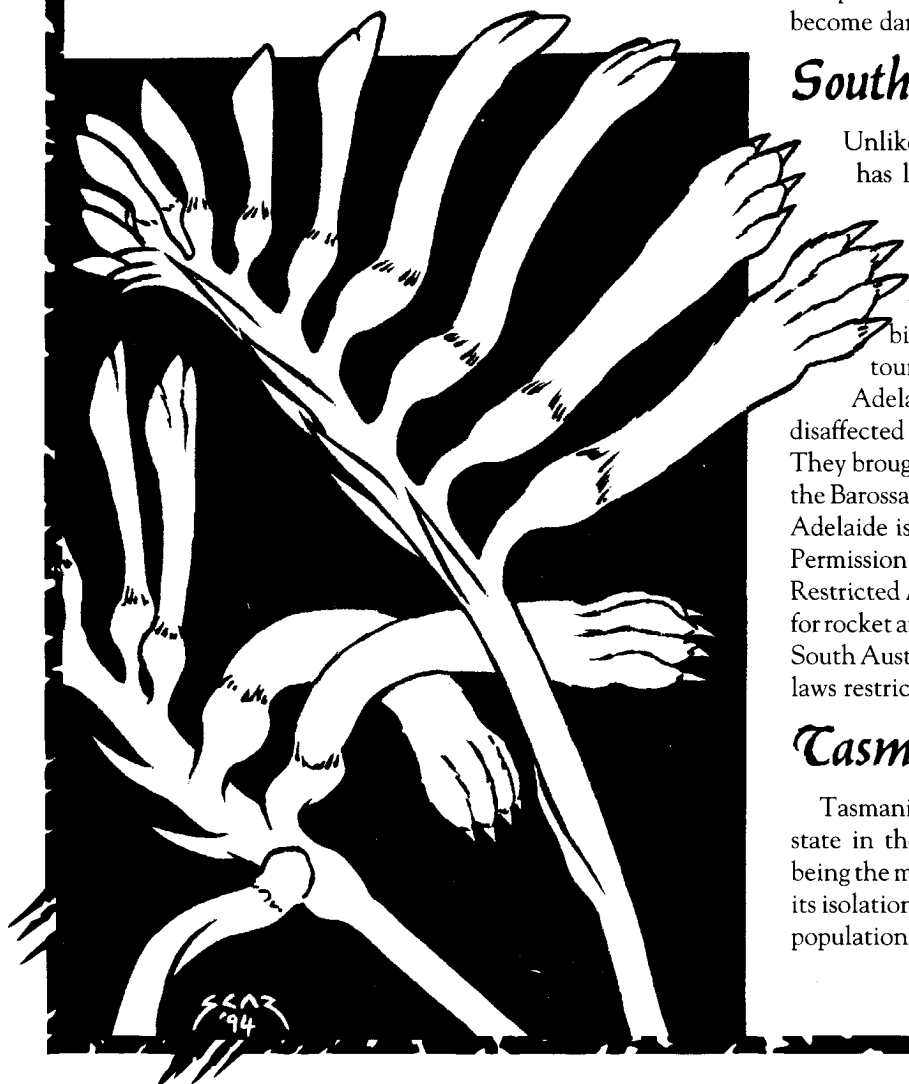 become dar
South
Unlike
has l
bi
tour
Adela
disaffected
They broug
the Barossa
Adelaide is
Permission
Restricted A
for rocket a
South Aust
laws restric
Tasm
Tasmani
state in th
being the m
its isolation
population
SCAZ
'94